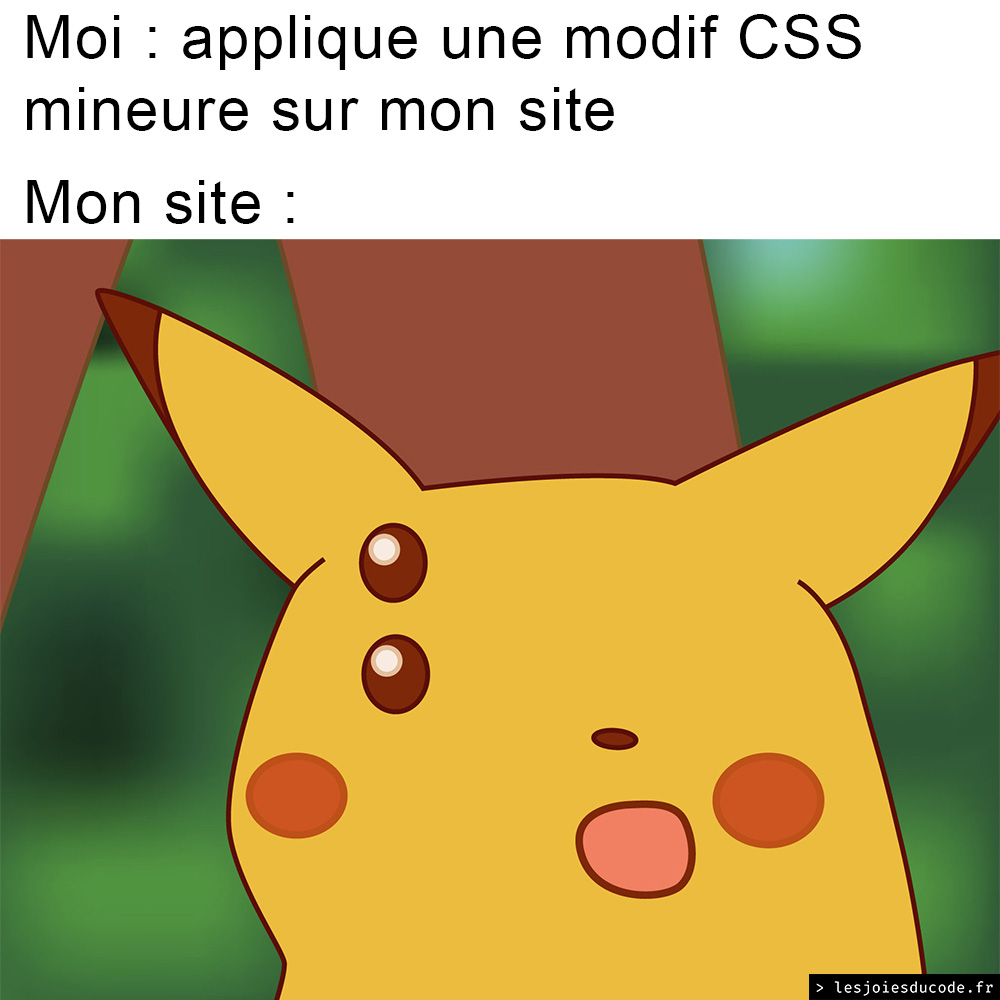 Moi : applique une modif CSS
mineure sur mon site
Mon site :
> lesjoiesducode.fr